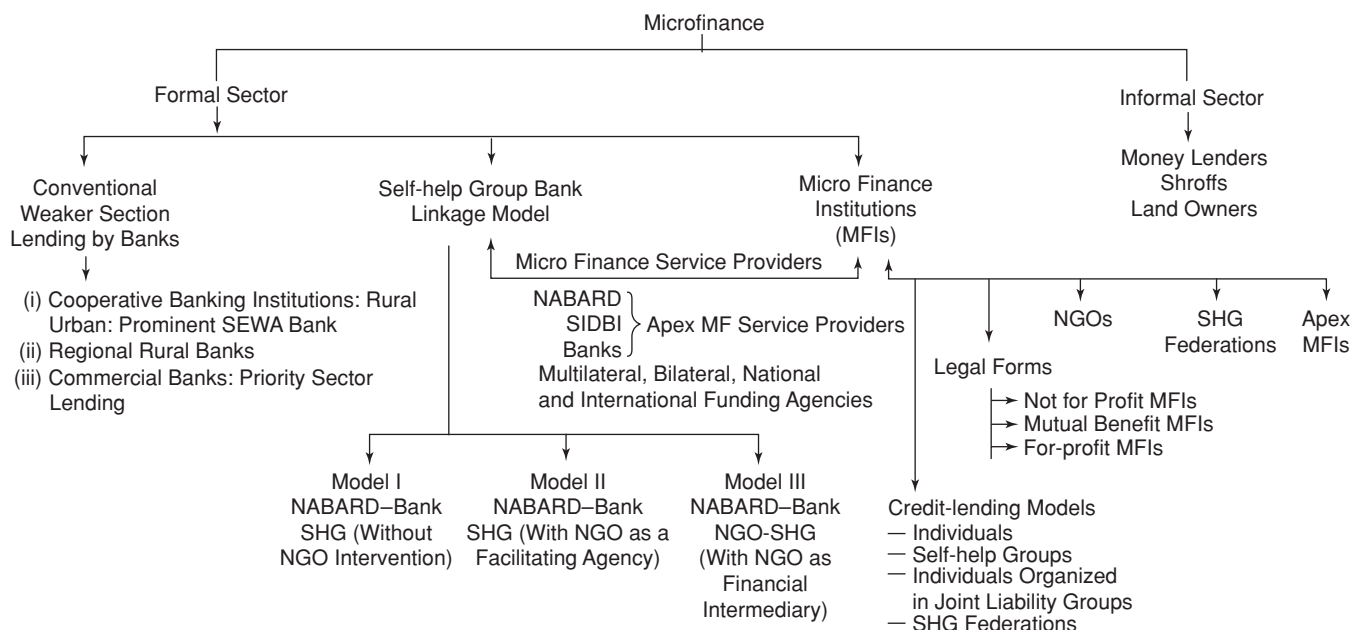 Microfinance
Formal Sector
Informal Sector
Conventional
Weaker Section
Lending by Banks
Self-help Group Bank
Linkage Model
Micro Finance
Institutions
(MFIs)
Money Lenders
Shroffs
Land Owners
Micro Finance Service Providers
(i) Cooperative Banking Institutions: Rural
Urban: Prominent SEWA Bank
(ii) Regional Rural Banks
(iii) Commercial Banks: Priority Sector
Lending
NABARD
SIDBI
Banks
Apex MF Service Providers
Multilateral, Bilateral, National
and International Funding Agencies
NGOs
SHG
Federations
Apex
MFIs
Legal Forms
Not for Profit MFIs
Mutual Benefit MFIs
For-profit MFIs
Model I
NABARD–Bank
SHG (Without
NGO Intervention)
Model II
NABARD–Bank
SHG (With NGO as a
Facilitating Agency)
Model III
NABARD–Bank
NGO-SHG
(With NGO as
Financial
Intermediary)
Credit-lending Models
— Individuals
— Self-help Groups
— Individuals Organized
in Joint Liability Groups
— SHG Federations